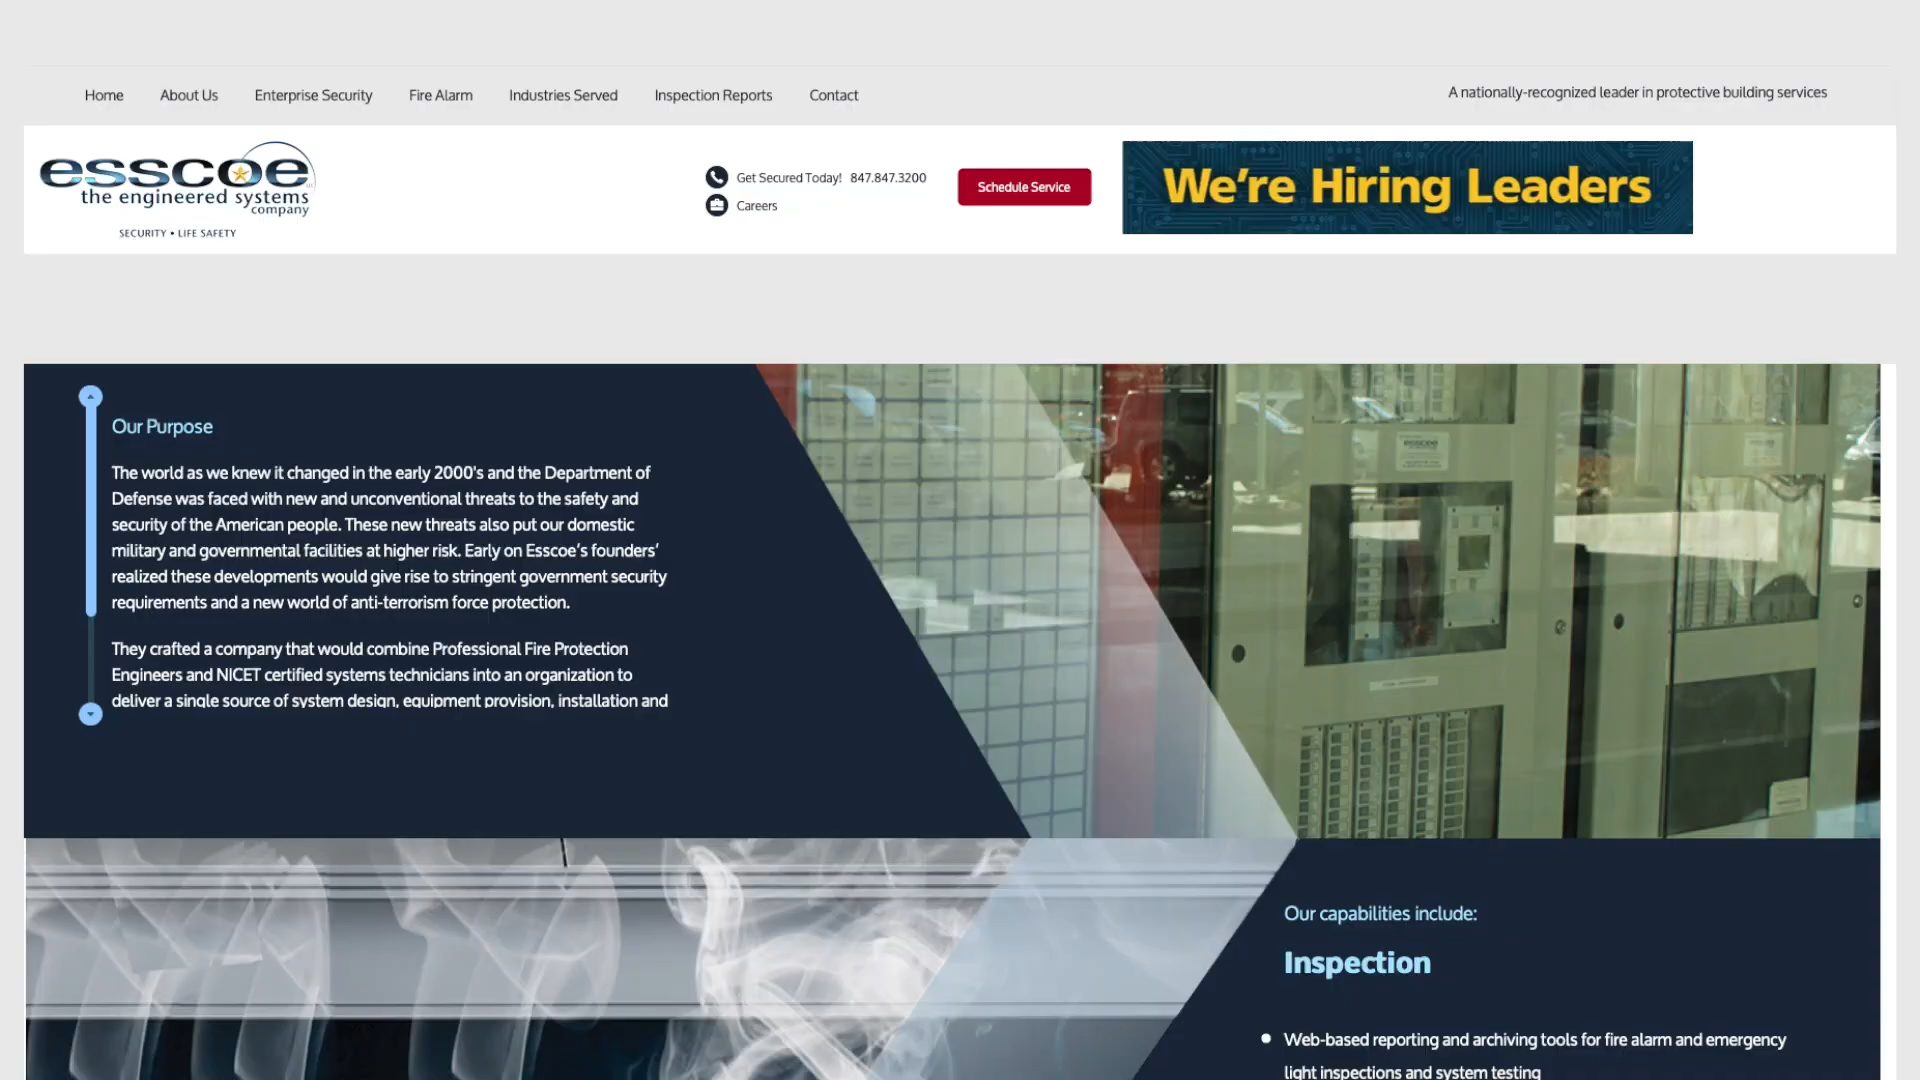 Home About Us Enterprise Security Fire Alarm Industries Served Inspection Reports Contact
A nationally-recognized leader in protective building services
esscoe
the engineered systems
company
SECURITY • LIFE SAFETY
Get Secured Today! 847.847.3200
Careers
Schedule Service
We're Hiring Leaders
Our Purpose
The world as we knew it changed in the early 2000's and the Department of
Defense was faced with new and unconventional threats to the safety and
security of the American people. These new threats also put our domestic
military and governmental facilities at higher risk. Early on Esscoe's founders'
realized these developments would give rise to stringent government security
requirements and a new world of anti-terrorism force protection.
They crafted a company that would combine Professional Fire Protection
Engineers and NICET certified systems technicians into an organization to
deliver a single source of system design, equipment provision, installation and
esscoe
Our capabilities include:
Inspection
• Web-based reporting and archiving tools for fire alarm and emergency
light inspections and system testing